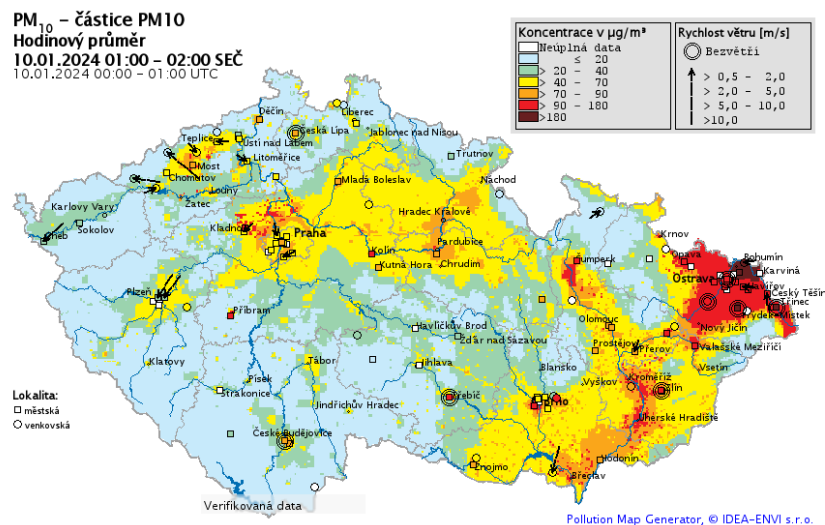 PM10 – částice PM10
Hodinový průměr
10.01.2024 01:00 – 02:00 SEČ
10.01.2024 00:00 – 01:00 UTC
Koncentrace v µg/m³
Neúplná data
≤ 20
> 20 - 40
> 40 - 70
> 70 - 90
> 90 - 180
>180
Rychlost větru [m/s]
Bezvětří
> 0,5 - 2,0
> 2,0 - 5,0
> 5,0 - 10,0
>10,0
Děčín
Liberec
Teplice
Česká Lípa
Jablonec nad Nisou
Ústí nad Labem
Litoměřice
Trutnov
Most
Chomutov
Mladá Boleslav
Náchod
Louny
Karlovy Vary
Žatec
Hradec Králové
Sokolov
Cheb
Kladno
Praha
Krnov
Pardubice
Kolín
Opava
Bohumín
Šumperk
Kutná Hora
Chrudim
Karviná
Ostrava
Havířov
Plzeň
Český Těšín
Třinec
Příbram
Frýdek-Místek
Olomouc
Havlíčkův Brod
Nový Jičín
Žďár nad Sázavou
Prostějov
Přerov
Valašské Meziříčí
Klatovy
Tábor
Jihlava
Blansko
Vsetín
Písek
Vyškov
Kroměříž
Strakonice
Třebíč
Zlín
Brno
Jindřichův Hradec
Uherské Hradiště
České Budějovice
Hodonín
Znojmo
Břeclav
Lokalita:
městská
venkovská
Verifikovaná data
Pollution Map Generator, © IDEA-ENVI s.r.o.